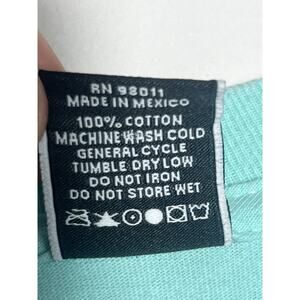 RN 98011
MADE IN MEXICO
100% COTTON
MACHINE WASH COLD
GENERAL CYCLE
TUMBLE DRY LOW
DO NOT IRON
DO NOT STORE WET